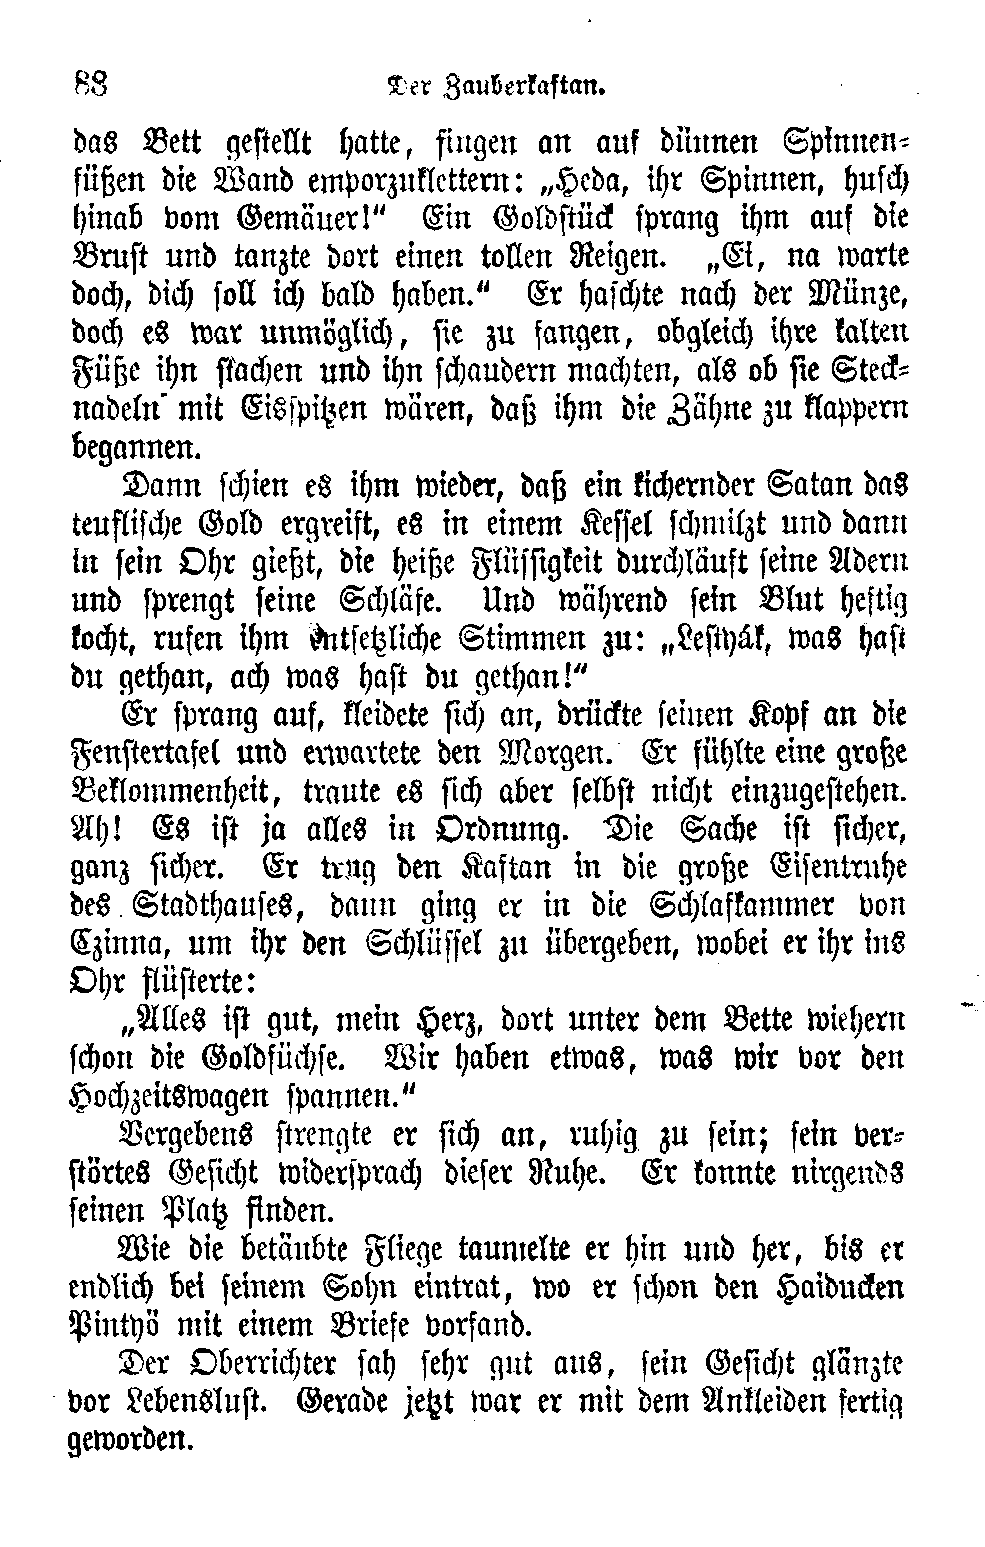 88 Der Zauberkaftan.
das Bett gestellt hatte, fingen an auf dünnen Spinnen-
füßen die Wand emporzuklettern: „Heda, ihr Spinnen, husch
hinab vom Gemäuer!“ Ein Goldstück sprang ihm auf die
Brust und tanzte dort einen tollen Reigen. „Ei, na warte
doch, dich soll ich bald haben.“ Er haschte nach der Münze,
doch es war unmöglich, sie zu fangen, obgleich ihre kalten
Füße ihn stachen und ihn schaudern machten, als ob sie Steck-
nadeln mit Eisspitzen wären, daß ihm die Zähne zu klappern
begannen.
Dann schien es ihm wieder, daß ein kichernder Satan das
teuflische Gold ergreift, es in einem Kessel schmilzt und dann
in sein Ohr gießt, die heiße Flüssigkeit durchläuft seine Adern
und sprengt seine Schläfe. Und während sein Blut heftig
kocht, rufen ihm entsetzliche Stimmen zu: „Lestyák, was hast
du gethan, ach was hast du gethan!“
Er sprang auf, kleidete sich an, drückte seinen Kopf an die
Fenstertafel und erwartete den Morgen. Er fühlte eine große
Beklommenheit, traute es sich aber selbst nicht einzugestehen.
Ah! Es ist ja alles in Ordnung. Die Sache ist sicher,
ganz sicher. Er trug den Kaftan in die große Eisentruhe
des Stadthauses, dann ging er in die Schlafkammer von
Czinna, um ihr den Schlüssel zu übergeben, wobei er ihr ins
Ohr flüsterte:
„Alles ist gut, mein Herz, dort unter dem Bette wiehern
schon die Goldfüchse. Wir haben etwas, was wir vor den
Hochzeitswagen spannen.“
Vergebens strengte er sich an, ruhig zu sein; sein ver-
störtes Gesicht widersprach dieser Ruhe. Er konnte nirgends
seinen Platz finden.
Wie die betäubte Fliege taumelte er hin und her, bis er
endlich bei seinem Sohn eintrat, wo er schon den Haiducken
Pintyö mit einem Briefe vorfand.
Der Oberrichter sah sehr gut aus, sein Gesicht glänzte
vor Lebenslust. Gerade jetzt war er mit dem Ankleiden fertig
geworden.